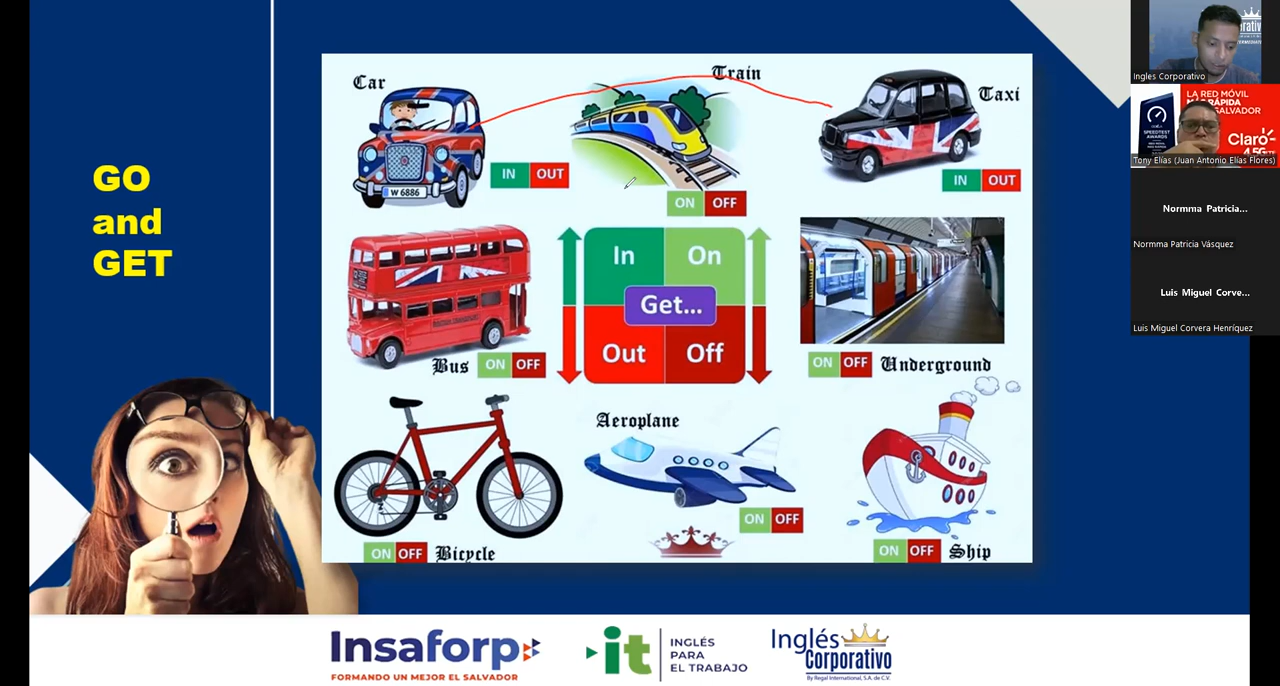 GO
and
GET
Car
W 6886
IN OUT
Train
ON OFF
Taxi
IN OUT
Bus ON OFF
In On
Get...
Out Off
ON OFF Underground
ON OFF Bicycle
Aeroplane
ON OFF
ON OFF Ship
Insaforp
FORMANDO UN MEJOR EL SALVADOR
it
INGLÉS
PARA
EL TRABAJO
Inglés
Corporativo
By Regal International, S.A. de C.V.
Ingles Corporativo
LA RED MÓVIL
MÁS RÁPIDA
SALVADOR
SPEEDTEST
AWARDS
Claro
4.5G
Tony Elías (Juan Antonio Elías Flores)
Normma Patricia...
Normma Patricia Vásquez
Luis Miguel Corve...
Luis Miguel Corvera Henríquez